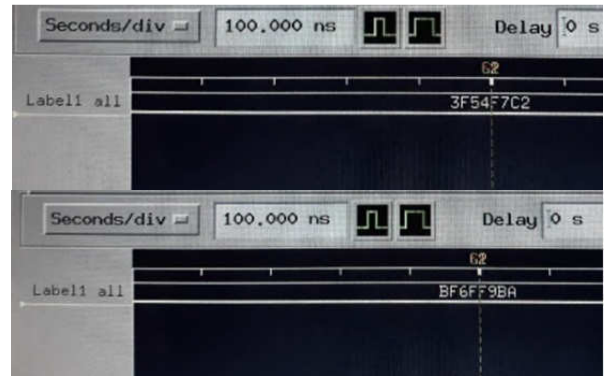 Seconds/div 100.000 ns Delay 0 s
G2
Label1 all 3F54F7C2
Seconds/div 100.000 ns Delay 0 s
G2
Label1 all BF6FF9BA